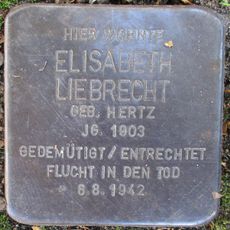 HIER WOHNTE
ELISABETH
LIEBRECHT
GEB. HERTZ
JG. 1903
GEDEMÜTIGT / ENTRECHTET
FLUCHT IN DEN TOD
6.8.1942